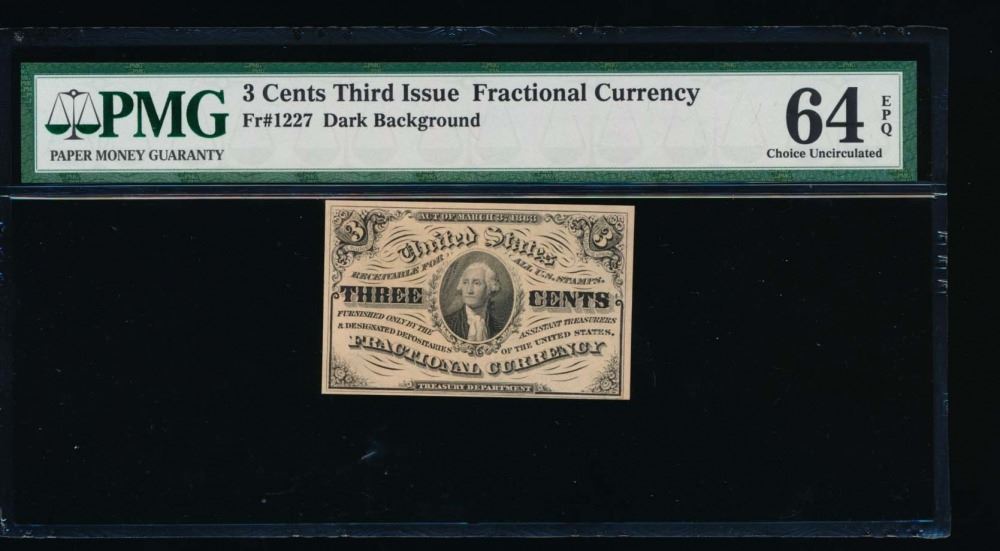 PMG
PAPER MONEY GUARANTY
3 Cents Third Issue Fractional Currency
Fr#1227 Dark Background
64 EPQ
Choice Uncirculated
ACT OF MARCH 3, 1863
3 3
United States
RECEIVABLE FOR ALL U.S. STAMPS.
THREE CENTS
FURNISHED ONLY BY THE ASSISTANT TREASURERS
& DESIGNATED DEPOSITARIES OF THE UNITED STATES.
FRACTIONAL CURRENCY
TREASURY DEPARTMENT